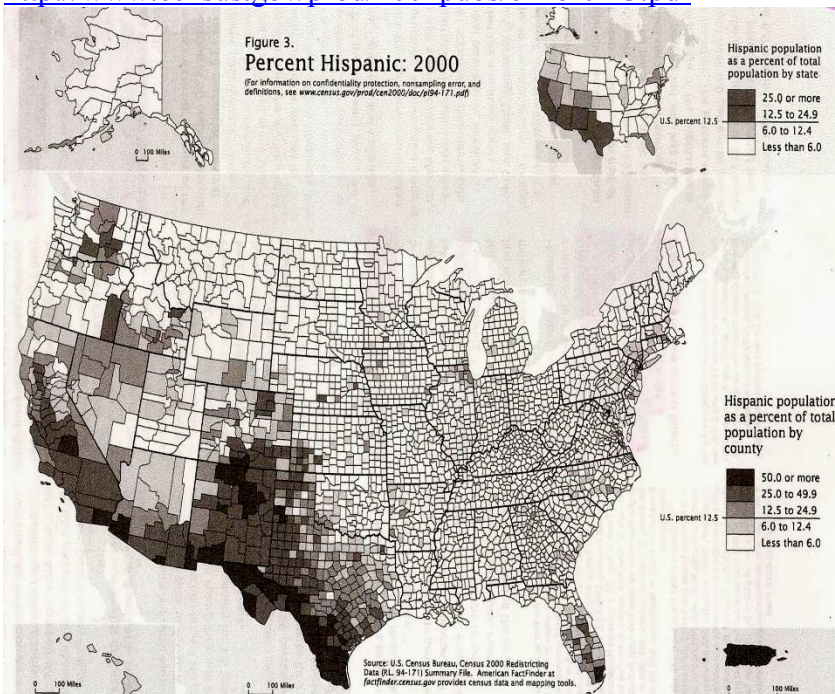 Figure 3.
Percent Hispanic: 2000
(For information on confidentiality protection, nonsampling error, and
definitions, see www.census.gov/prod/cen2000/doc/pl94-171.pdf)
0 100 Miles
0 100 Miles
Hispanic population
as a percent of total
population by state
25.0 or more
12.5 to 24.9
U.S. percent 12.5
6.0 to 12.4
Less than 6.0
Hispanic population
as a percent of total
population by
county
50.0 or more
25.0 to 49.9
12.5 to 24.9
U.S. percent 12.5
6.0 to 12.4
Less than 6.0
Source: U.S. Census Bureau, Census 2000 Redistricting
Data (P.L. 94-171) Summary File. American FactFinder at
factfinder.census.gov provides census data and mapping tools.
0 100 Miles
0 100 Miles
0 100 Miles